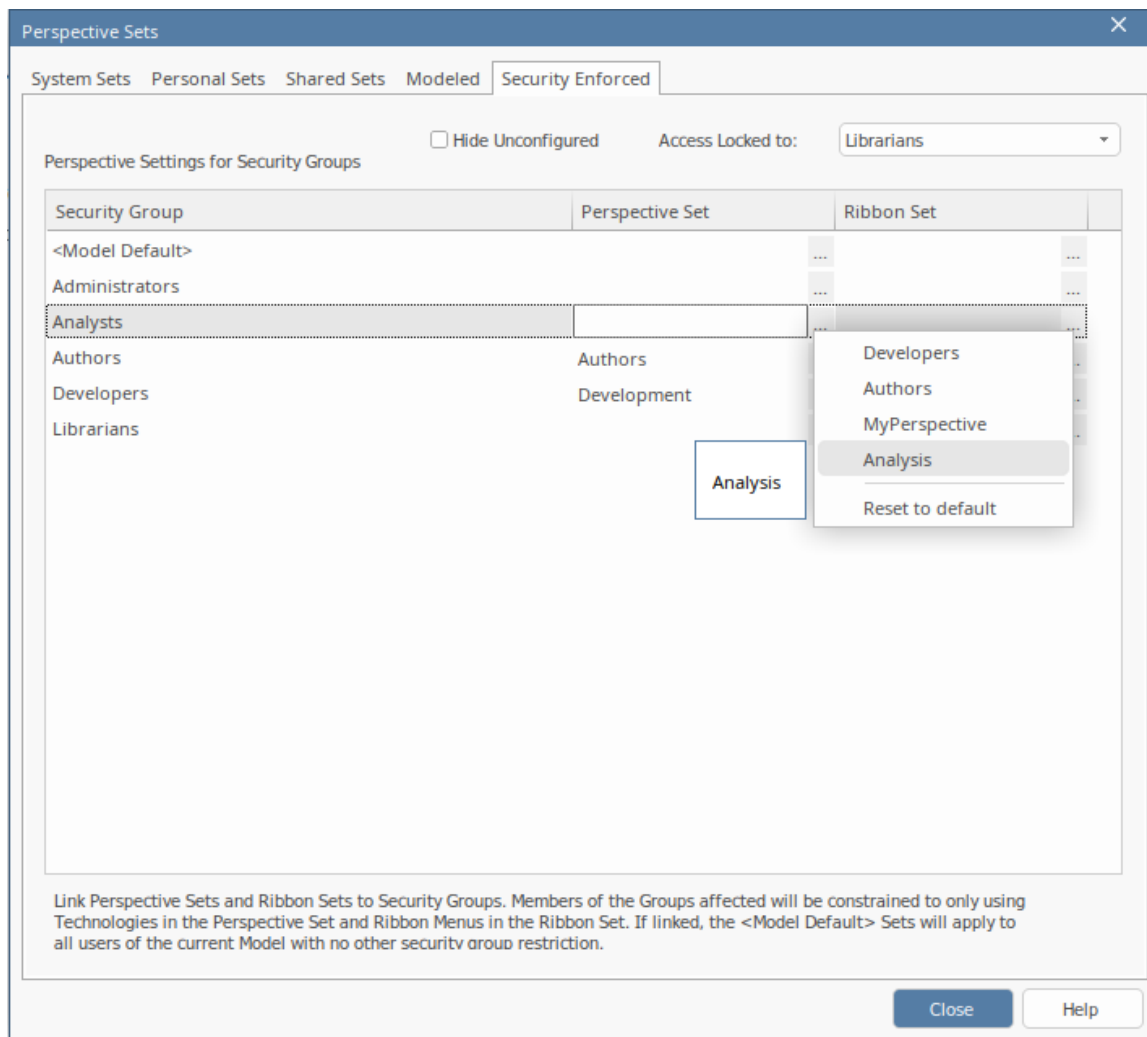 Perspective Sets
System Sets Personal Sets Shared Sets Modeled Security Enforced
Hide Unconfigured Access Locked to: Librarians
Perspective Settings for Security Groups
Security Group Perspective Set Ribbon Set
<Model Default> ... ...
Administrators ... ...
Analysts ... ...
Developers
Authors Authors
Authors
Developers Development
MyPerspective
Librarians
Analysis
Analysis
Reset to default
Link Perspective Sets and Ribbon Sets to Security Groups. Members of the Groups affected will be constrained to only using
Technologies in the Perspective Set and Ribbon Menus in the Ribbon Set. If linked, the <Model Default> Sets will apply to
all users of the current Model with no other security group restriction.
Close Help